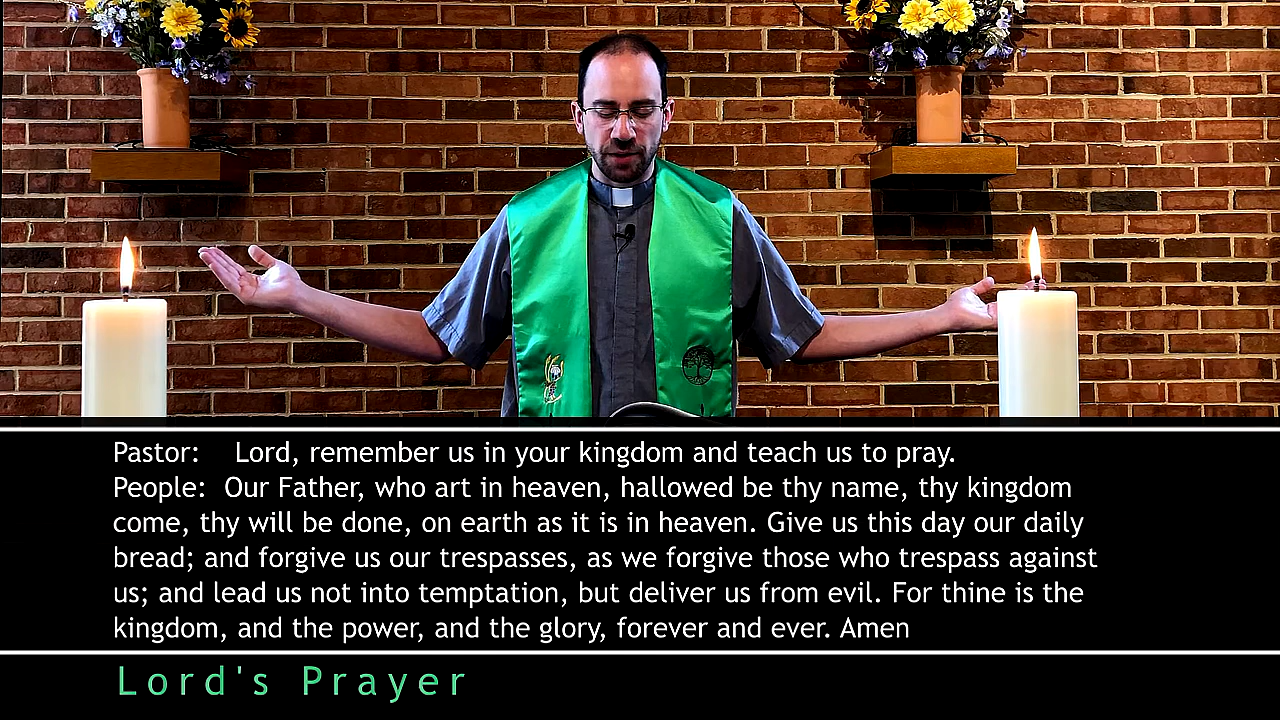 Pastor: Lord, remember us in your kingdom and teach us to pray.
People: Our Father, who art in heaven, hallowed be thy name, thy kingdom
come, thy will be done, on earth as it is in heaven. Give us this day our daily
bread; and forgive us our trespasses, as we forgive those who trespass against
us; and lead us not into temptation, but deliver us from evil. For thine is the
kingdom, and the power, and the glory, forever and ever. Amen
Lord's Prayer